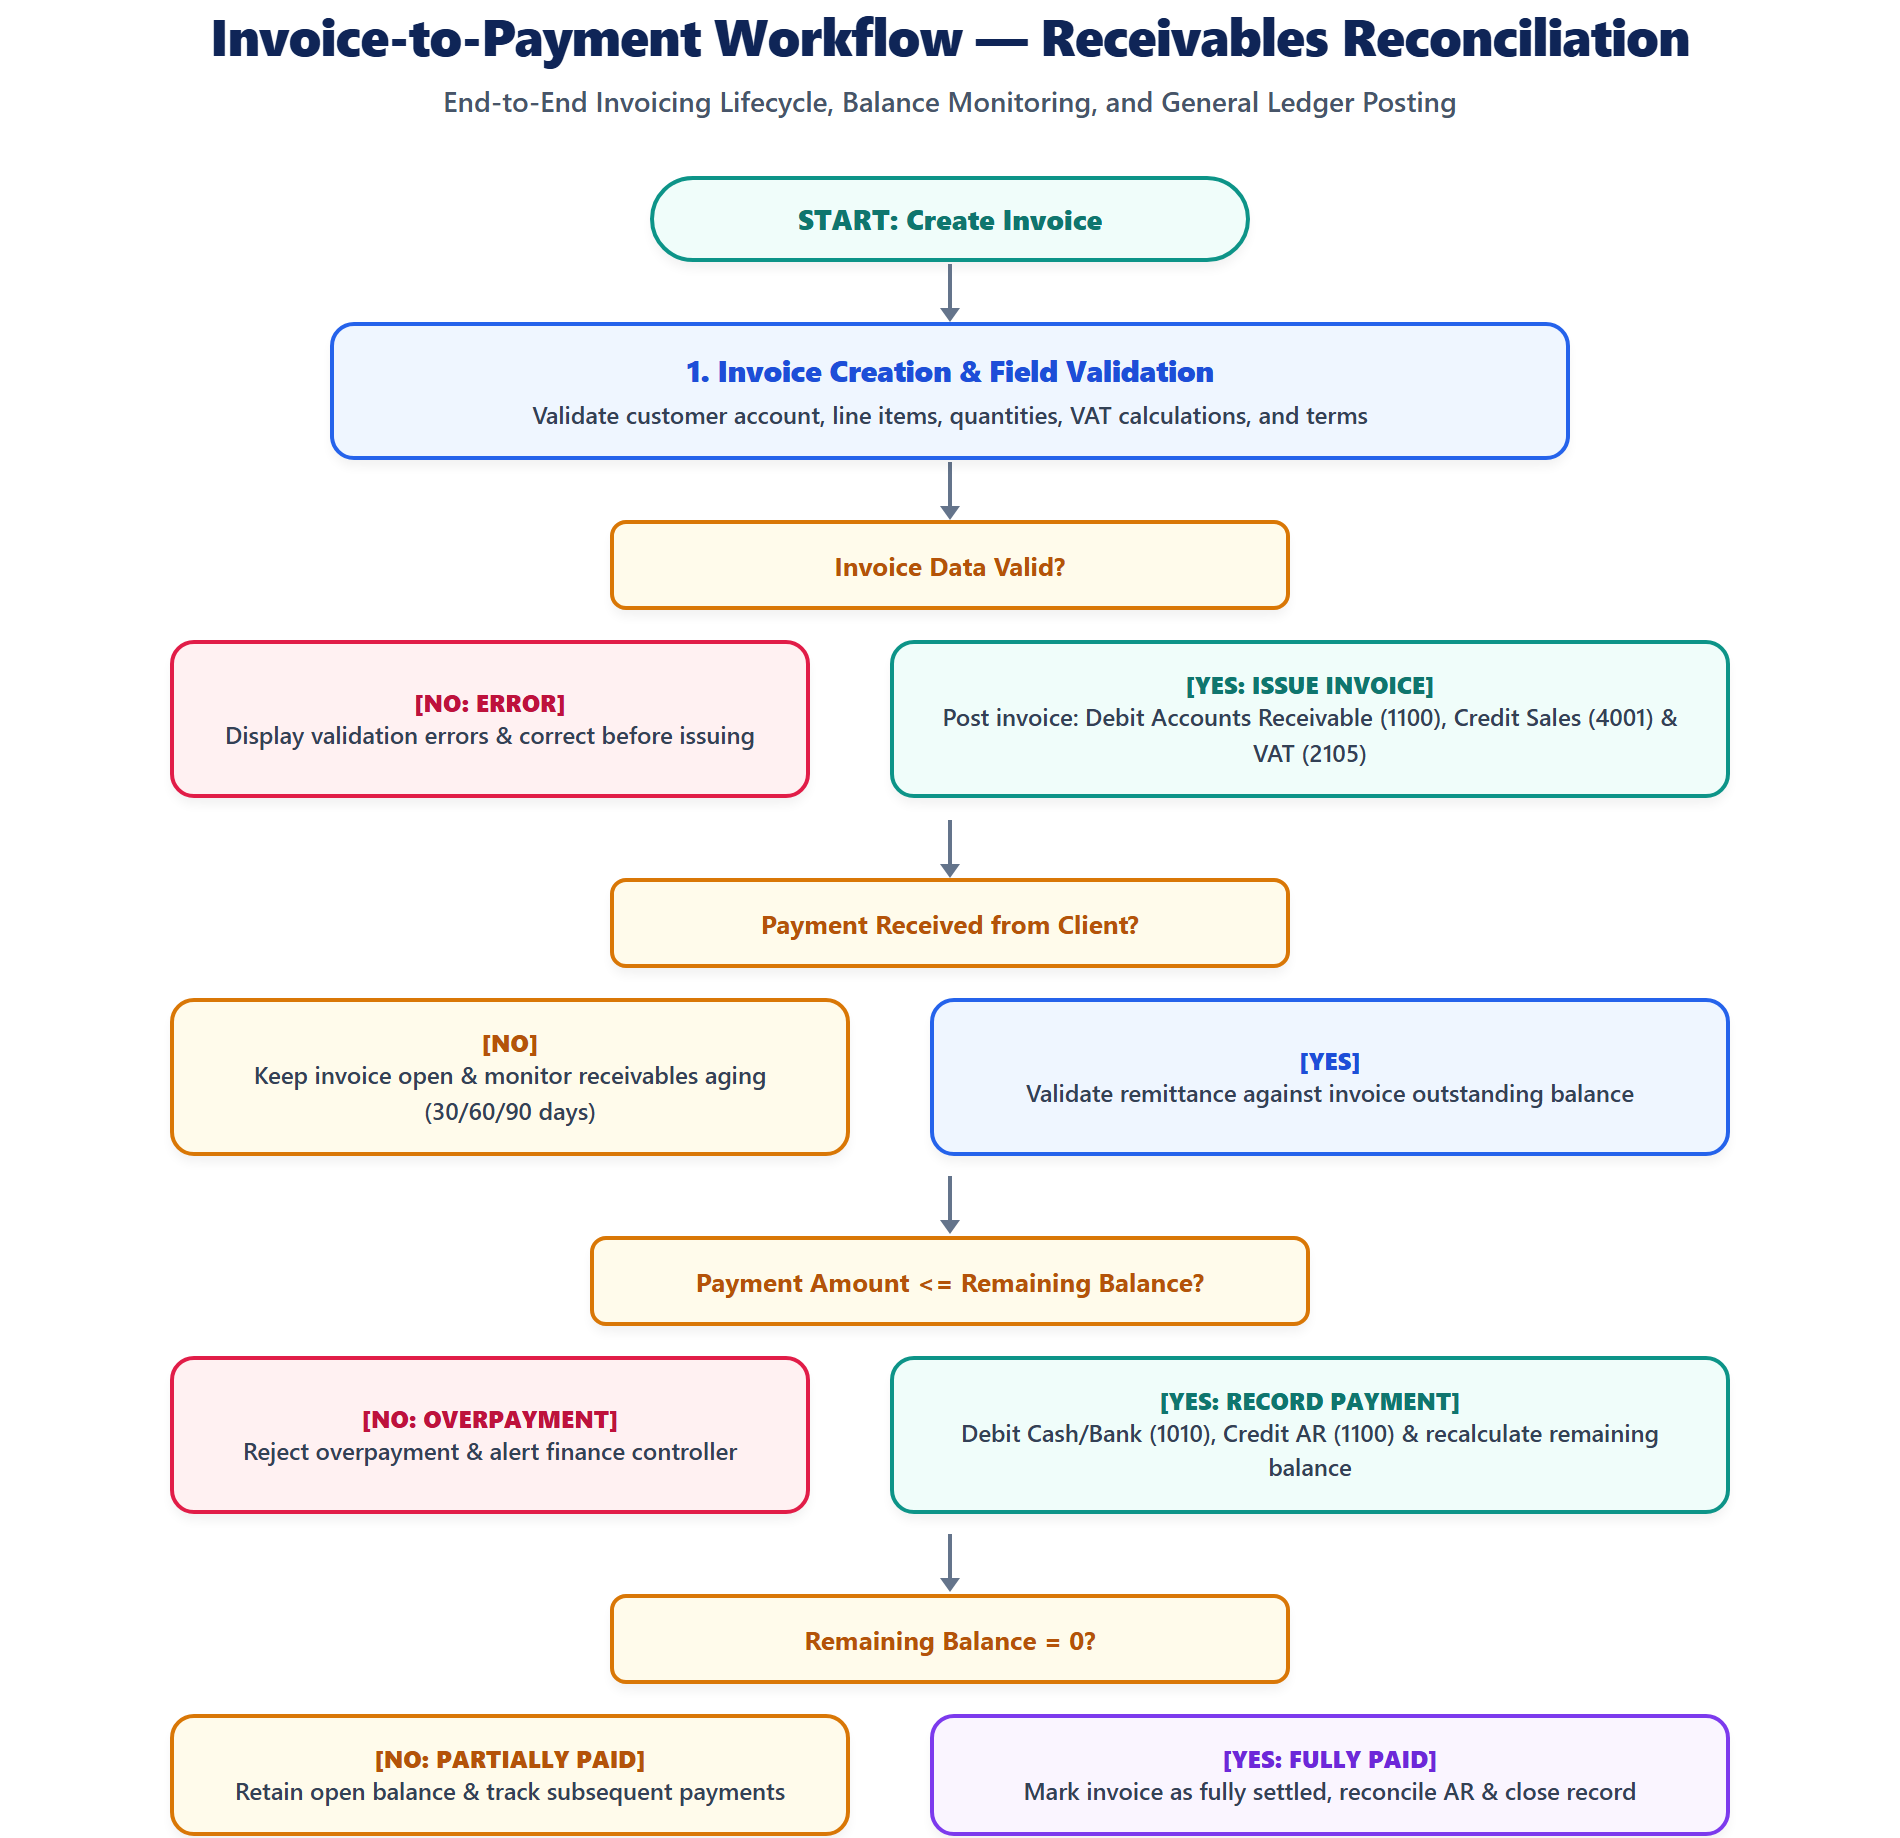 Invoice-to-Payment Workflow — Receivables Reconciliation
End-to-End Invoicing Lifecycle, Balance Monitoring, and General Ledger Posting
START: Create Invoice
1. Invoice Creation & Field Validation
Validate customer account, line items, quantities, VAT calculations, and terms
Invoice Data Valid?
[NO: ERROR]
Display validation errors & correct before issuing
[YES: ISSUE INVOICE]
Post invoice: Debit Accounts Receivable (1100), Credit Sales (4001) &
VAT (2105)
Payment Received from Client?
[NO]
Keep invoice open & monitor receivables aging
(30/60/90 days)
[YES]
Validate remittance against invoice outstanding balance
Payment Amount <= Remaining Balance?
[NO: OVERPAYMENT]
Reject overpayment & alert finance controller
[YES: RECORD PAYMENT]
Debit Cash/Bank (1010), Credit AR (1100) & recalculate remaining
balance
Remaining Balance = 0?
[NO: PARTIALLY PAID]
Retain open balance & track subsequent payments
[YES: FULLY PAID]
Mark invoice as fully settled, reconcile AR & close record